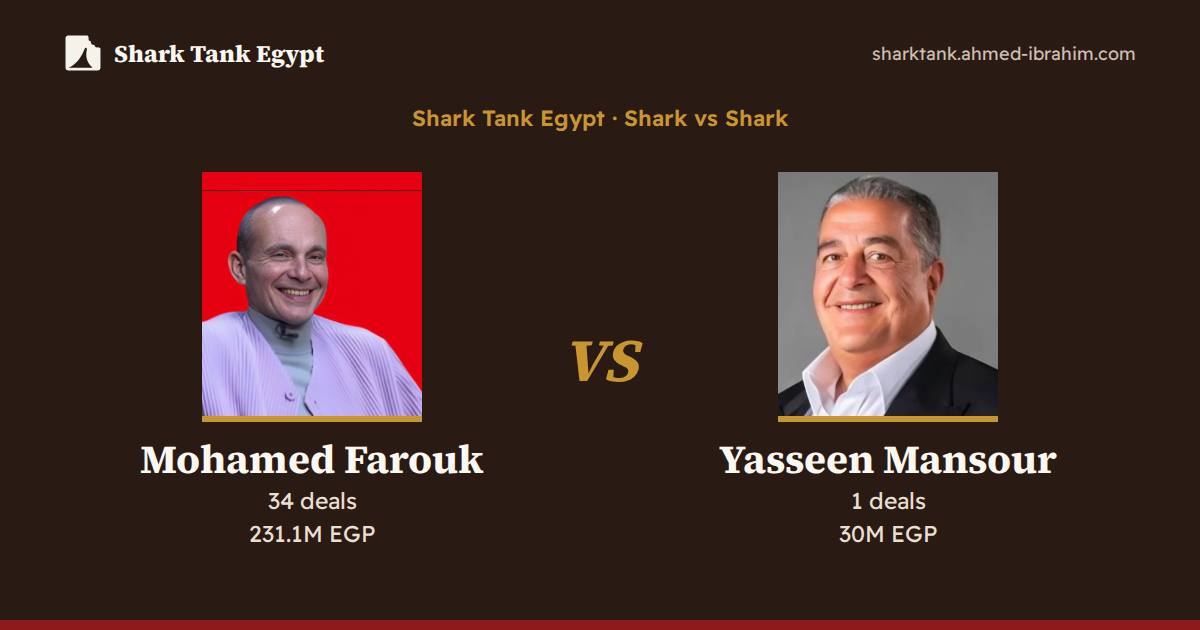 Shark Tank Egypt
sharktank.ahmed-ibrahim.com
Shark Tank Egypt · Shark vs Shark
VS
Mohamed Farouk
34 deals
231.1M EGP
Yasseen Mansour
1 deals
30M EGP